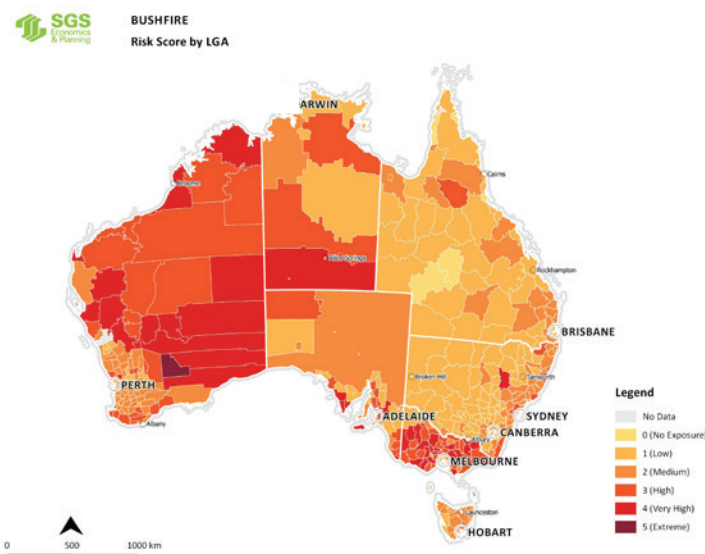 SGS
Economics
& Planning
BUSHFIRE
Risk Score by LGA
ARWIN
Broome
Cairns
Alice Springs
Rockhampton
BRISBANE
Broken Hill
Tamworth
PERTH
Albany
ADELAIDE
SYDNEY
CANBERRA
Albury
MELBOURNE
Launceston
HOBART
Legend
No Data
0 (No Exposure)
1 (Low)
2 (Medium)
3 (High)
4 (Very High)
5 (Extreme)
0 500 1000 km